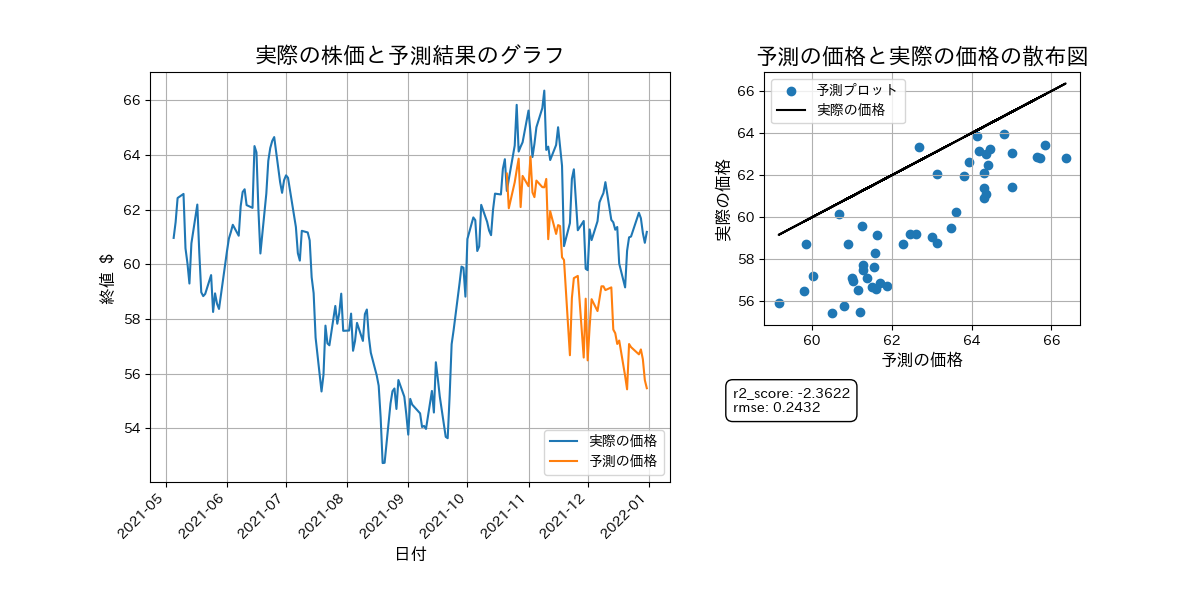 実際の株価と予測結果のグラフ
終値 $
66
64
62
60
58
56
54
2021-05
2021-06
2021-07
2021-08
2021-09
2021-10
2021-11
2021-12
2022-01
日付
実際の価格
予測の価格
予測の価格と実際の価格の散布図
実際の価格
66
64
62
60
58
56
60
62
64
66
予測の価格
予測プロット
実際の価格
r2_score: -2.3622
rmse: 0.2432